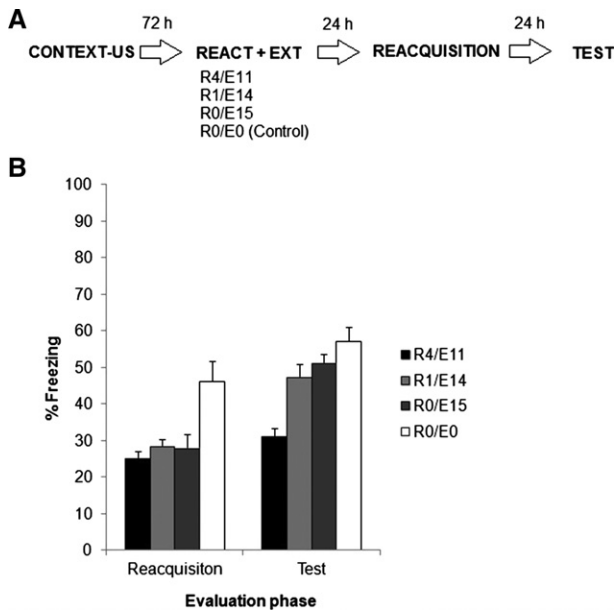 A
72 h
24 h
24 h
CONTEXT-US
REACT + EXT
REACQUISITION
TEST
R4/E11
R1/E14
R0/E15
R0/E0 (Control)
B
100
90
80
70
60
50
40
30
20
10
0
% Freezing
R4/E11
R1/E14
R0/E15
R0/E0
Reacquisiton
Test
Evaluation phase